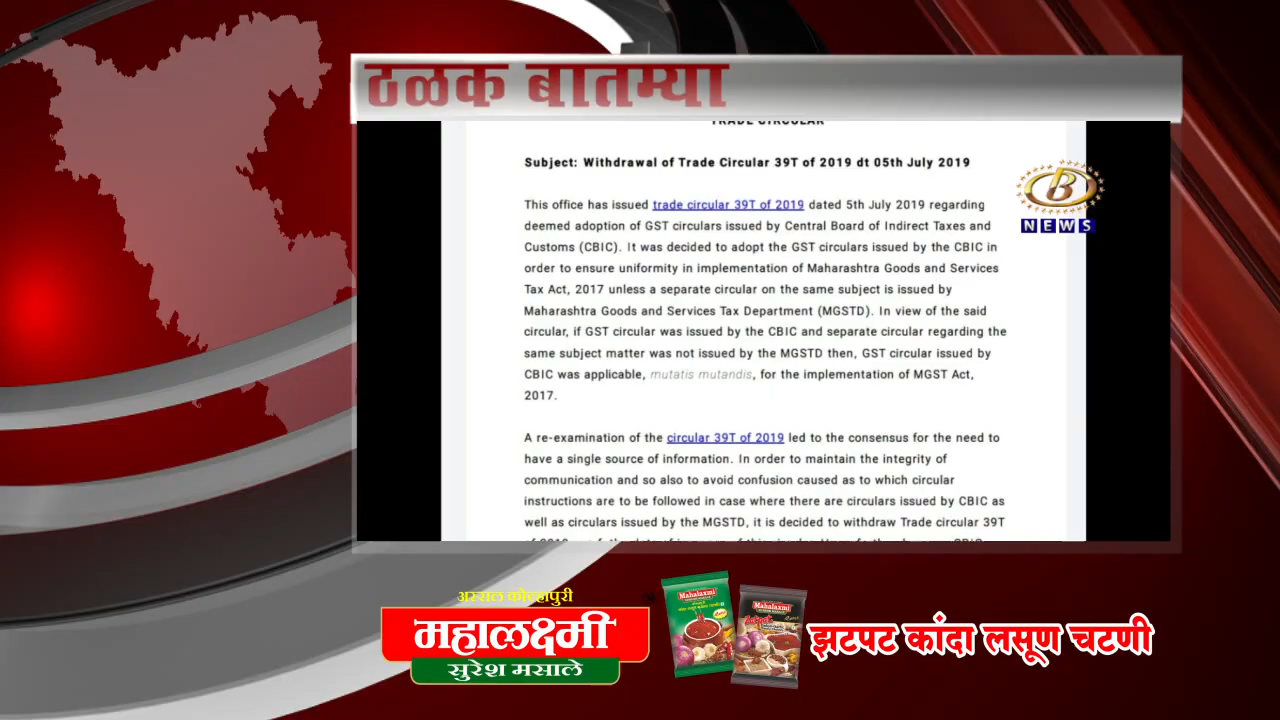 ठळक बातम्या
TRADE CIRCULAR
Subject: Withdrawal of Trade Circular 39T of 2019 dt 05th July 2019
B
NEWS
This office has issued trade circular 39T of 2019 dated 5th July 2019 regarding
deemed adoption of GST circulars issued by Central Board of Indirect Taxes and
Customs (CBIC). It was decided to adopt the GST circulars issued by the CBIC in
order to ensure uniformity in implementation of Maharashtra Goods and Services
Tax Act, 2017 unless a separate circular on the same subject is issued by
Maharashtra Goods and Services Tax Department (MGSTD). In view of the said
circular, if GST circular was issued by the CBIC and separate circular regarding the
same subject matter was not issued by the MGSTD then, GST circular issued by
CBIC was applicable, mutatis mutandis, for the implementation of MGST Act,
2017.
A re-examination of the circular 39T of 2019 led to the consensus for the need to
have a single source of information. In order to maintain the integrity of
communication and so also to avoid confusion caused as to which circular
instructions are to be followed in case where there are circulars issued by CBIC as
well as circulars issued by the MGSTD, it is decided to withdraw Trade circular 39T
अस्सल कोल्हापुरी
महालक्ष्मी
सुरेश मसाले
Mahalaxmi
Mahalaxmi
झटपट कांदा लसूण चटणी